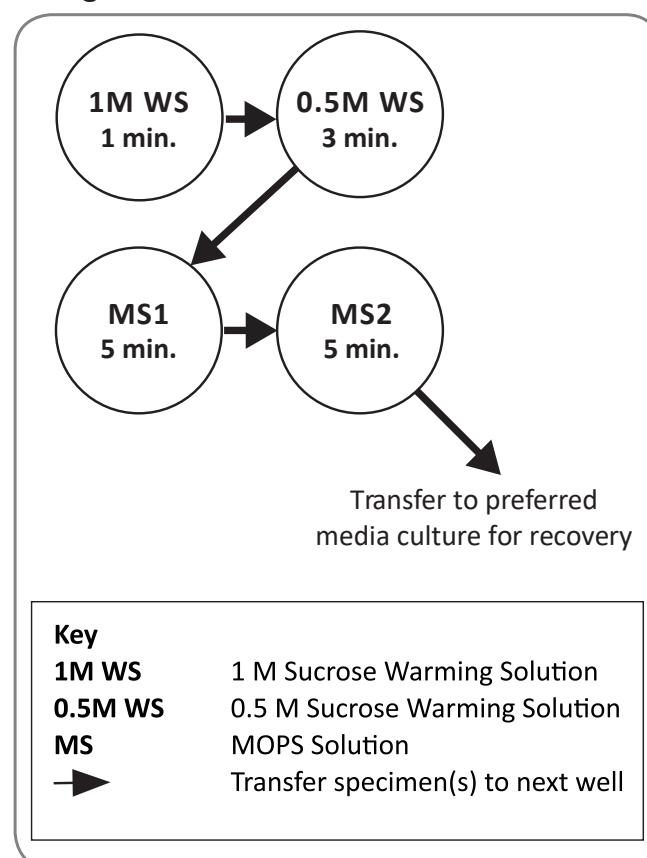 1M WS
1 min.
0.5M WS
3 min.
MS1
5 min.
MS2
5 min.
Transfer to preferred
media culture for recovery
Key
1M WS 1 M Sucrose Warming Solution
0.5M WS 0.5 M Sucrose Warming Solution
MS MOPS Solution
Transfer specimen(s) to next well